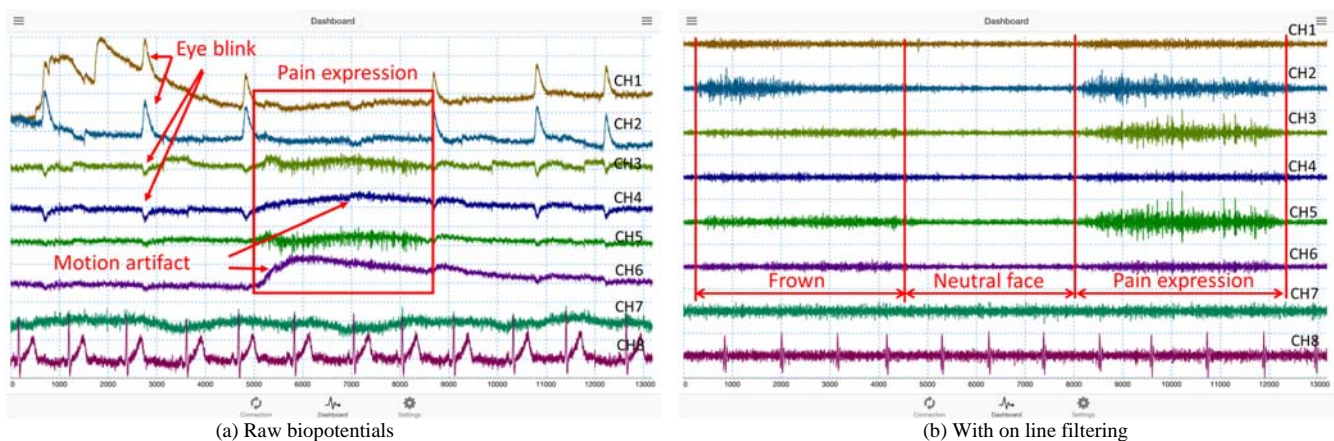 Dashboard
Eye blink
Pain expression
CH1
CH2
CH3
CH4
CH5
Motion artifact
CH6
CH7
CH8
0 1000 2000 3000 4000 5000 6000 7000 8000 9000 10000 11000 12000 13000
Connection Dashboard Settings
(a) Raw biopotentials
Dashboard
CH1
CH2
CH3
CH4
CH5
CH6
Frown Neutral face Pain expression
CH7
CH8
0 1000 2000 3000 4000 5000 6000 7000 8000 9000 10000 11000 12000 13000
Connection Dashboard Settings
(b) With on line filtering